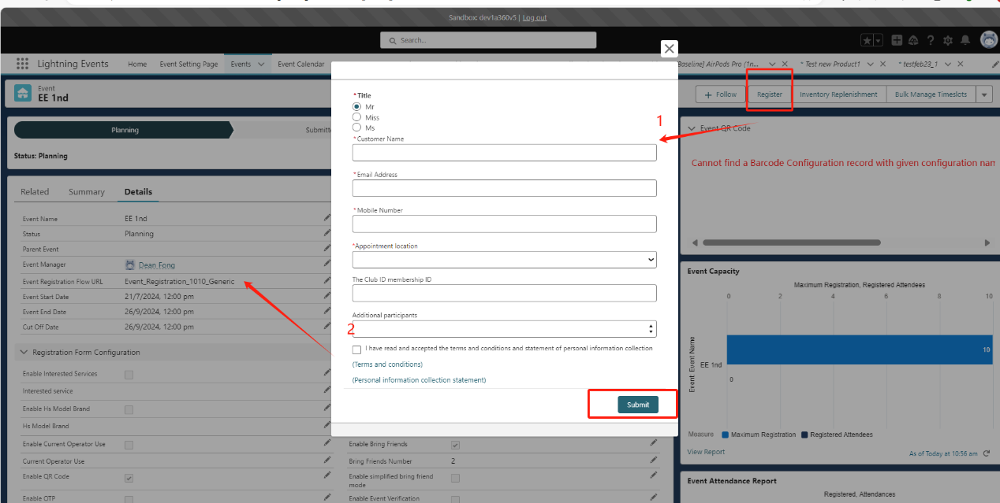 Sandbox: dev1a360v5 | Log out
Search...
Lightning Events
Home
Event Setting Page
Events
Event Calendar
Baseline] AirPods Pro (1n...
* Test new Product1
* testfeb23_1
Event
EE 1nd
Follow
Register
Inventory Replenishment
Bulk Manage Timeslots
Planning
Submitt
Status: Planning
Related
Summary
Details
Event Name
EE 1nd
Status
Planning
Parent Event
Event Manager
Dean Fong
Event Registration Flow URL
Event_Registration_1010_Generic
Event Start Date
21/7/2024, 12:00 pm
Event End Date
26/9/2024, 12:00 pm
Cut Off Date
26/9/2024, 12:00 pm
Registration Form Configuration
Enable Interested Services
Interested service
Enable Hs Model Brand
Hs Model Brand
Enable Current Operator Use
Current Operator Use
Enable QR Code
Enable OTP
*Title
Mr
Miss
Ms
*Customer Name
*Email Address
*Mobile Number
*Appointment location
The Club ID membership ID
Additional participants
I have read and accepted the terms and conditions and statement of personal information collection
(Terms and conditions)
(Personal information collection statement)
Submit
1
2
Enable Bring Friends
Bring Friends Number
2
Enable simplified bring friend
mode
Enable Event Verification
Event QR Code
Cannot find a Barcode Configuration record with given configuration nam
Event Capacity
Maximum Registration, Registered Attendees
0
2
4
6
8
10
Event: Event Name
EE 1nd
10
0
Measure
Maximum Registration
Registered Attendees
View Report
As of Today at 10:56 am
Event Attendance Report
Registered, Attendances